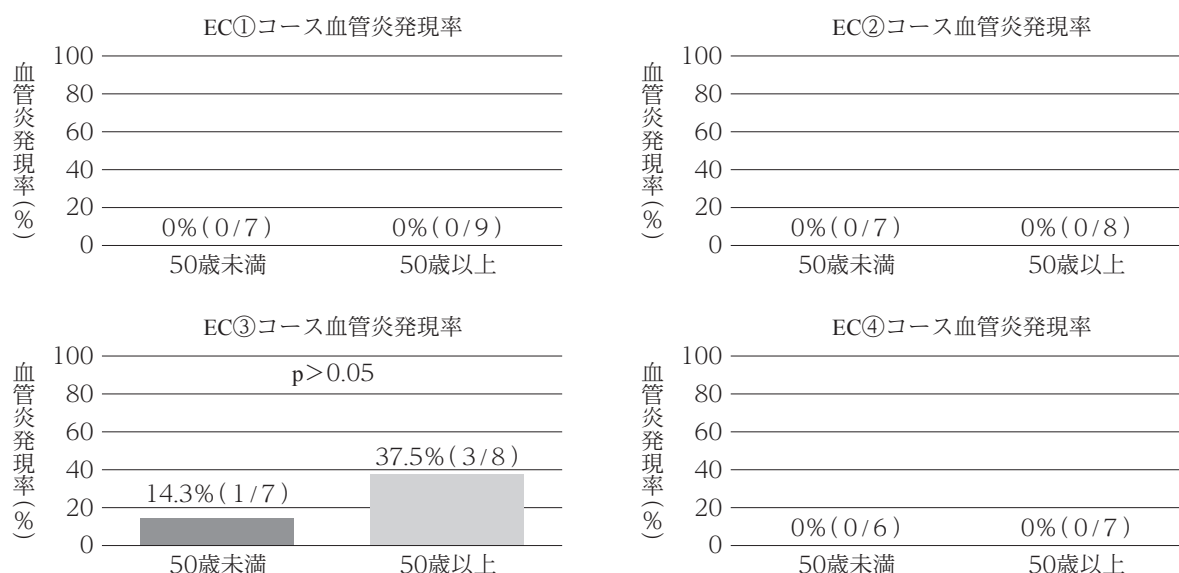 EC①コース血管炎発現率
血管炎発現率(%)
100
80
60
40
20
0
0%(0/7)
0%(0/9)
50歳未満
50歳以上
EC②コース血管炎発現率
血管炎発現率(%)
100
80
60
40
20
0
0%(0/7)
0%(0/8)
50歳未満
50歳以上
EC③コース血管炎発現率
血管炎発現率(%)
100
80
60
40
20
0
p>0.05
14.3%(1/7)
37.5%(3/8)
50歳未満
50歳以上
EC④コース血管炎発現率
血管炎発現率(%)
100
80
60
40
20
0
0%(0/6)
0%(0/7)
50歳未満
50歳以上